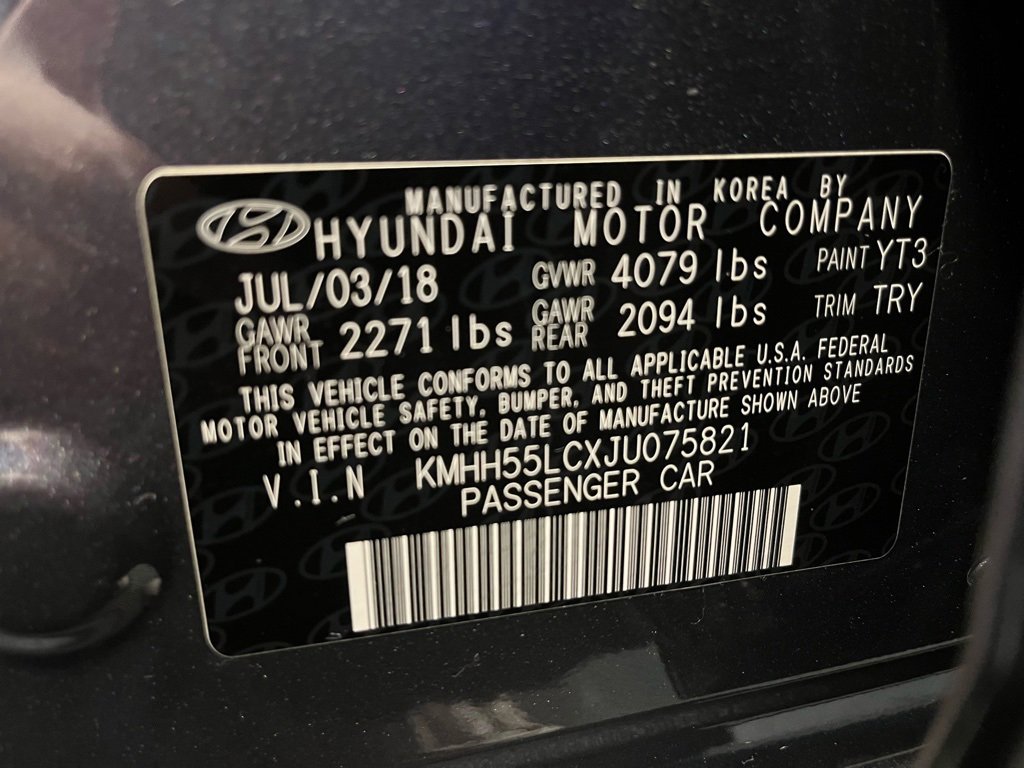 MANUFACTURED IN KOREA BY
HYUNDAI MOTOR COMPANY
JUL/03/18 GVWR 4079 lbs PAINT YT3
GAWR FRONT 2271 lbs GAWR REAR 2094 lbs TRIM TRY
THIS VEHICLE CONFORMS TO ALL APPLICABLE U.S.A. FEDERAL
MOTOR VEHICLE SAFETY, BUMPER, AND THEFT PREVENTION STANDARDS
IN EFFECT ON THE DATE OF MANUFACTURE SHOWN ABOVE
V.I.N KMHH55LCXJU075821
PASSENGER CAR